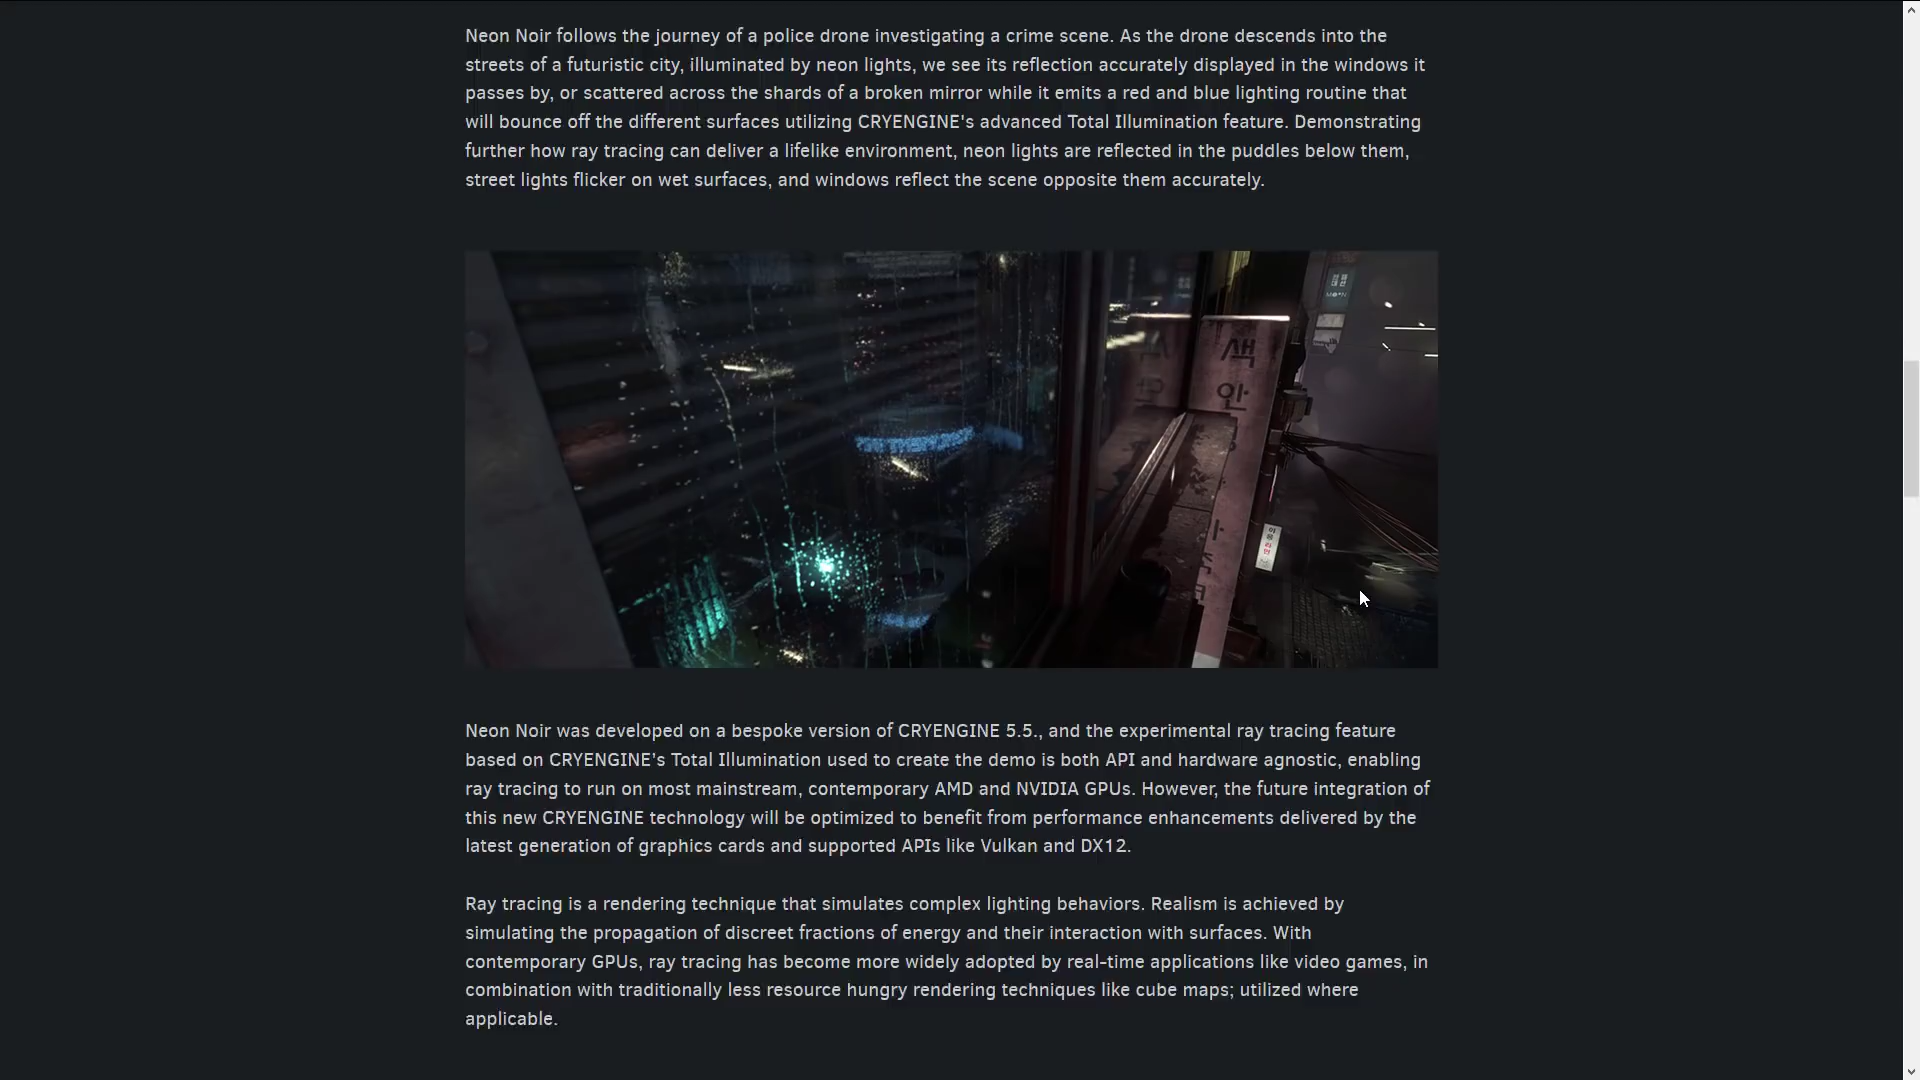 Neon Noir follows the journey of a police drone investigating a crime scene. As the drone descends into the
streets of a futuristic city, illuminated by neon lights, we see its reflection accurately displayed in the windows it
passes by, or scattered across the shards of a broken mirror while it emits a red and blue lighting routine that
will bounce off the different surfaces utilizing CRYENGINE's advanced Total Illumination feature. Demonstrating
further how ray tracing can deliver a lifelike environment, neon lights are reflected in the puddles below them,
street lights flicker on wet surfaces, and windows reflect the scene opposite them accurately.
색
안
Neon Noir was developed on a bespoke version of CRYENGINE 5.5., and the experimental ray tracing feature
based on CRYENGINE's Total Illumination used to create the demo is both API and hardware agnostic, enabling
ray tracing to run on most mainstream, contemporary AMD and NVIDIA GPUs. However, the future integration of
this new CRYENGINE technology will be optimized to benefit from performance enhancements delivered by the
latest generation of graphics cards and supported APIs like Vulkan and DX12.
Ray tracing is a rendering technique that simulates complex lighting behaviors. Realism is achieved by
simulating the propagation of discreet fractions of energy and their interaction with surfaces. With
contemporary GPUs, ray tracing has become more widely adopted by real-time applications like video games, in
combination with traditionally less resource hungry rendering techniques like cube maps; utilized where
applicable.